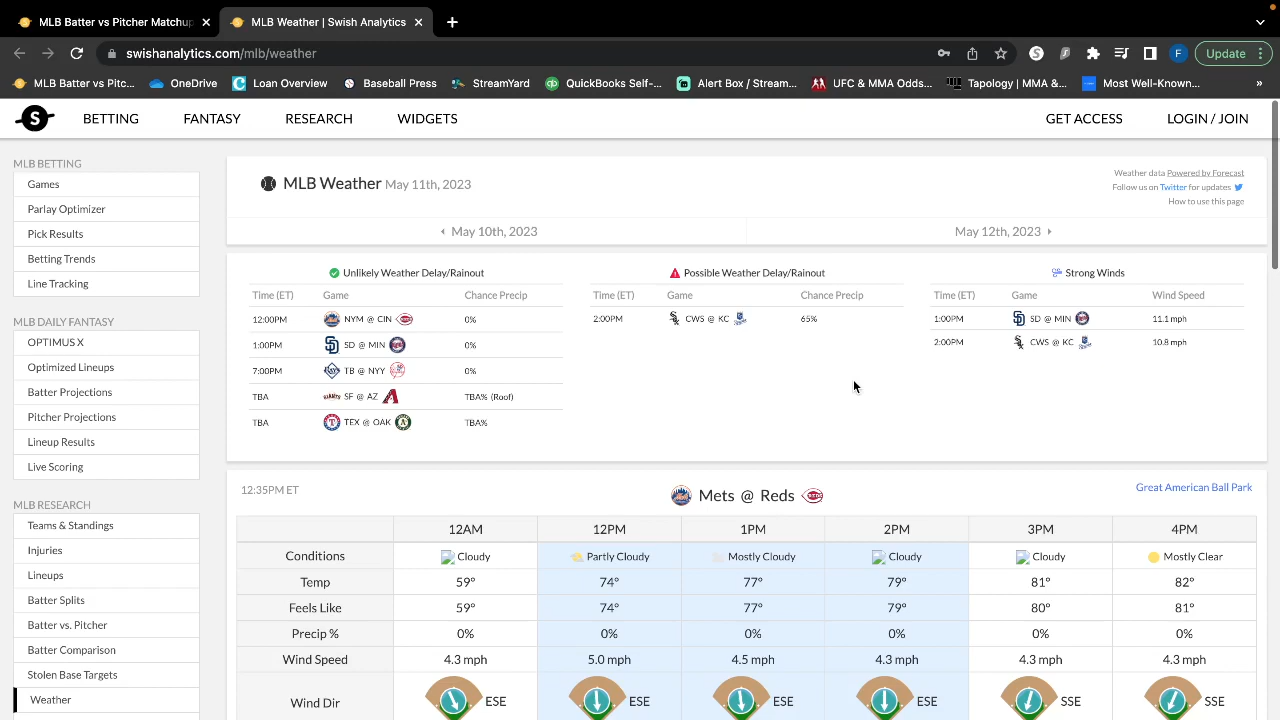 MLB Batter vs Pitcher Matchup
MLB Weather | Swish Analytics
swishanalytics.com/mlb/weather
F
Update
MLB Batter vs Pitc...
OneDrive
Loan Overview
Baseball Press
StreamYard
QuickBooks Self-...
Alert Box / Stream...
UFC & MMA Odds...
Tapology | MMA &...
Most Well-Known...
»
S
BETTING
FANTASY
RESEARCH
WIDGETS
GET ACCESS
LOGIN / JOIN
MLB BETTING
Games
Parlay Optimizer
Pick Results
Betting Trends
Line Tracking
MLB DAILY FANTASY
OPTIMUS X
Optimized Lineups
Batter Projections
Pitcher Projections
Lineup Results
Live Scoring
MLB RESEARCH
Teams & Standings
Injuries
Lineups
Batter Splits
Batter vs. Pitcher
Batter Comparison
Stolen Base Targets
Weather
MLB Weather May 11th, 2023
Weather data Powered by Forecast
Follow us on Twitter for updates
How to use this page
May 10th, 2023
May 12th, 2023
Unlikely Weather Delay/Rainout
Time (ET) Game Chance Precip
12:00PM NYM @ CIN 0%
1:00PM SD @ MIN 0%
7:00PM TB @ NYY 0%
TBA SF @ AZ TBA% (Roof)
TBA TEX @ OAK TBA%
Possible Weather Delay/Rainout
Time (ET) Game Chance Precip
2:00PM CWS @ KC 65%
Strong Winds
Time (ET) Game Wind Speed
1:00PM SD @ MIN 11.1 mph
2:00PM CWS @ KC 10.8 mph
12:35PM ET
Mets @ Reds
Great American Ball Park
12AM 12PM 1PM 2PM 3PM 4PM
Conditions Cloudy Partly Cloudy Mostly Cloudy Cloudy Cloudy Mostly Clear
Temp 59° 74° 77° 79° 81° 82°
Feels Like 59° 74° 77° 79° 80° 81°
Precip % 0% 0% 0% 0% 0% 0%
Wind Speed 4.3 mph 5.0 mph 4.5 mph 4.3 mph 4.3 mph 4.3 mph
Wind Dir ESE ESE ESE ESE SSE SSE